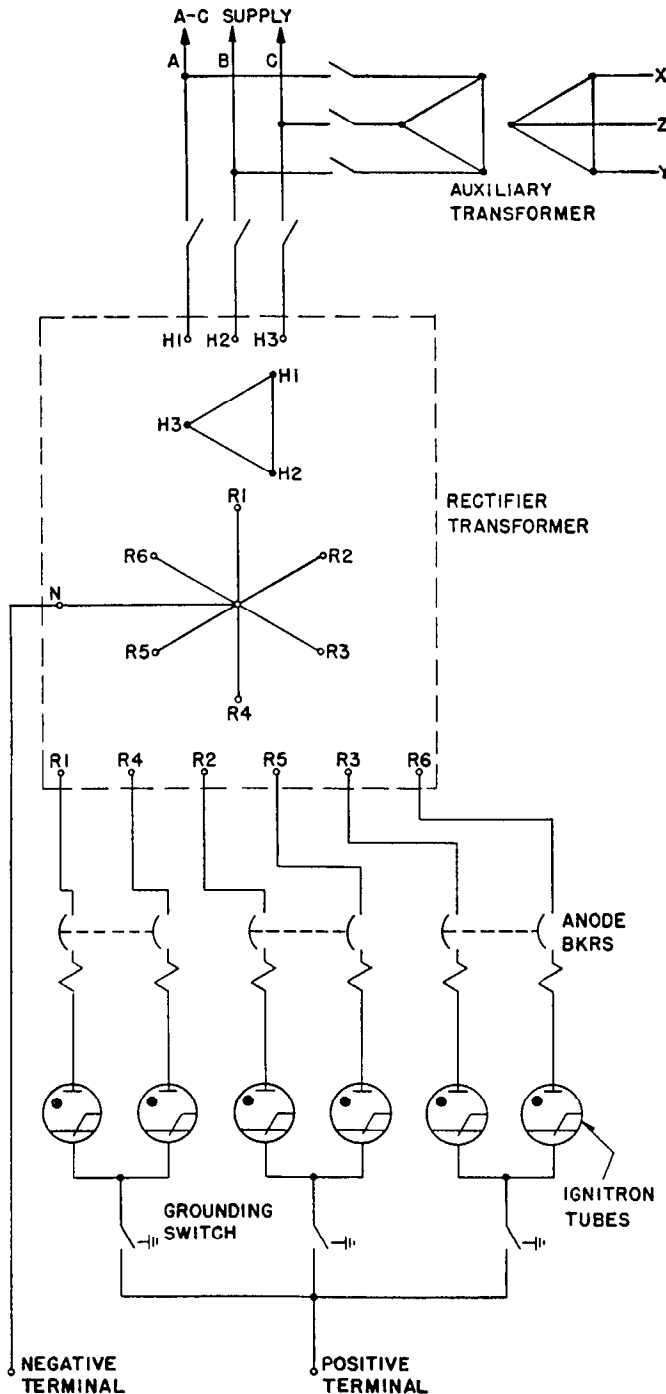 A-C SUPPLY
A B C
X
Z
Y
AUXILIARY
TRANSFORMER
H1 H2 H3
H1
H3
H2
R1
R6 R2
N
R5 R3
R4
RECTIFIER
TRANSFORMER
R1 R4 R2 R5 R3 R6
ANODE
BKRS
IGNITRON
TUBES
GROUNDING
SWITCH
NEGATIVE
TERMINAL
POSITIVE
TERMINAL